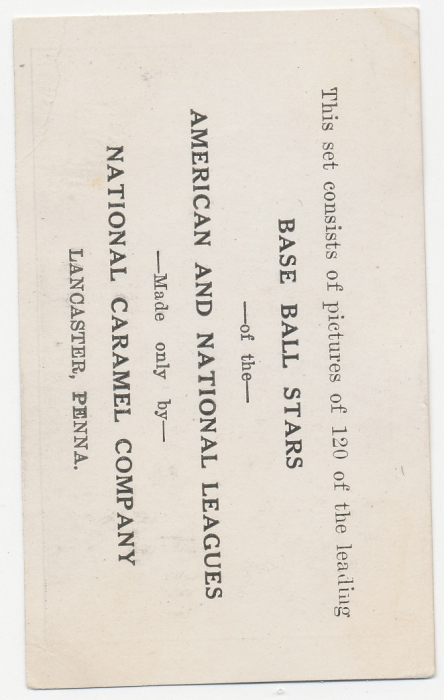 This set consists of pictures of 120 of the leading
BASE BALL STARS
—of the—
AMERICAN AND NATIONAL LEAGUES
—Made only by—
NATIONAL CARAMEL COMPANY
LANCASTER, PENNA.